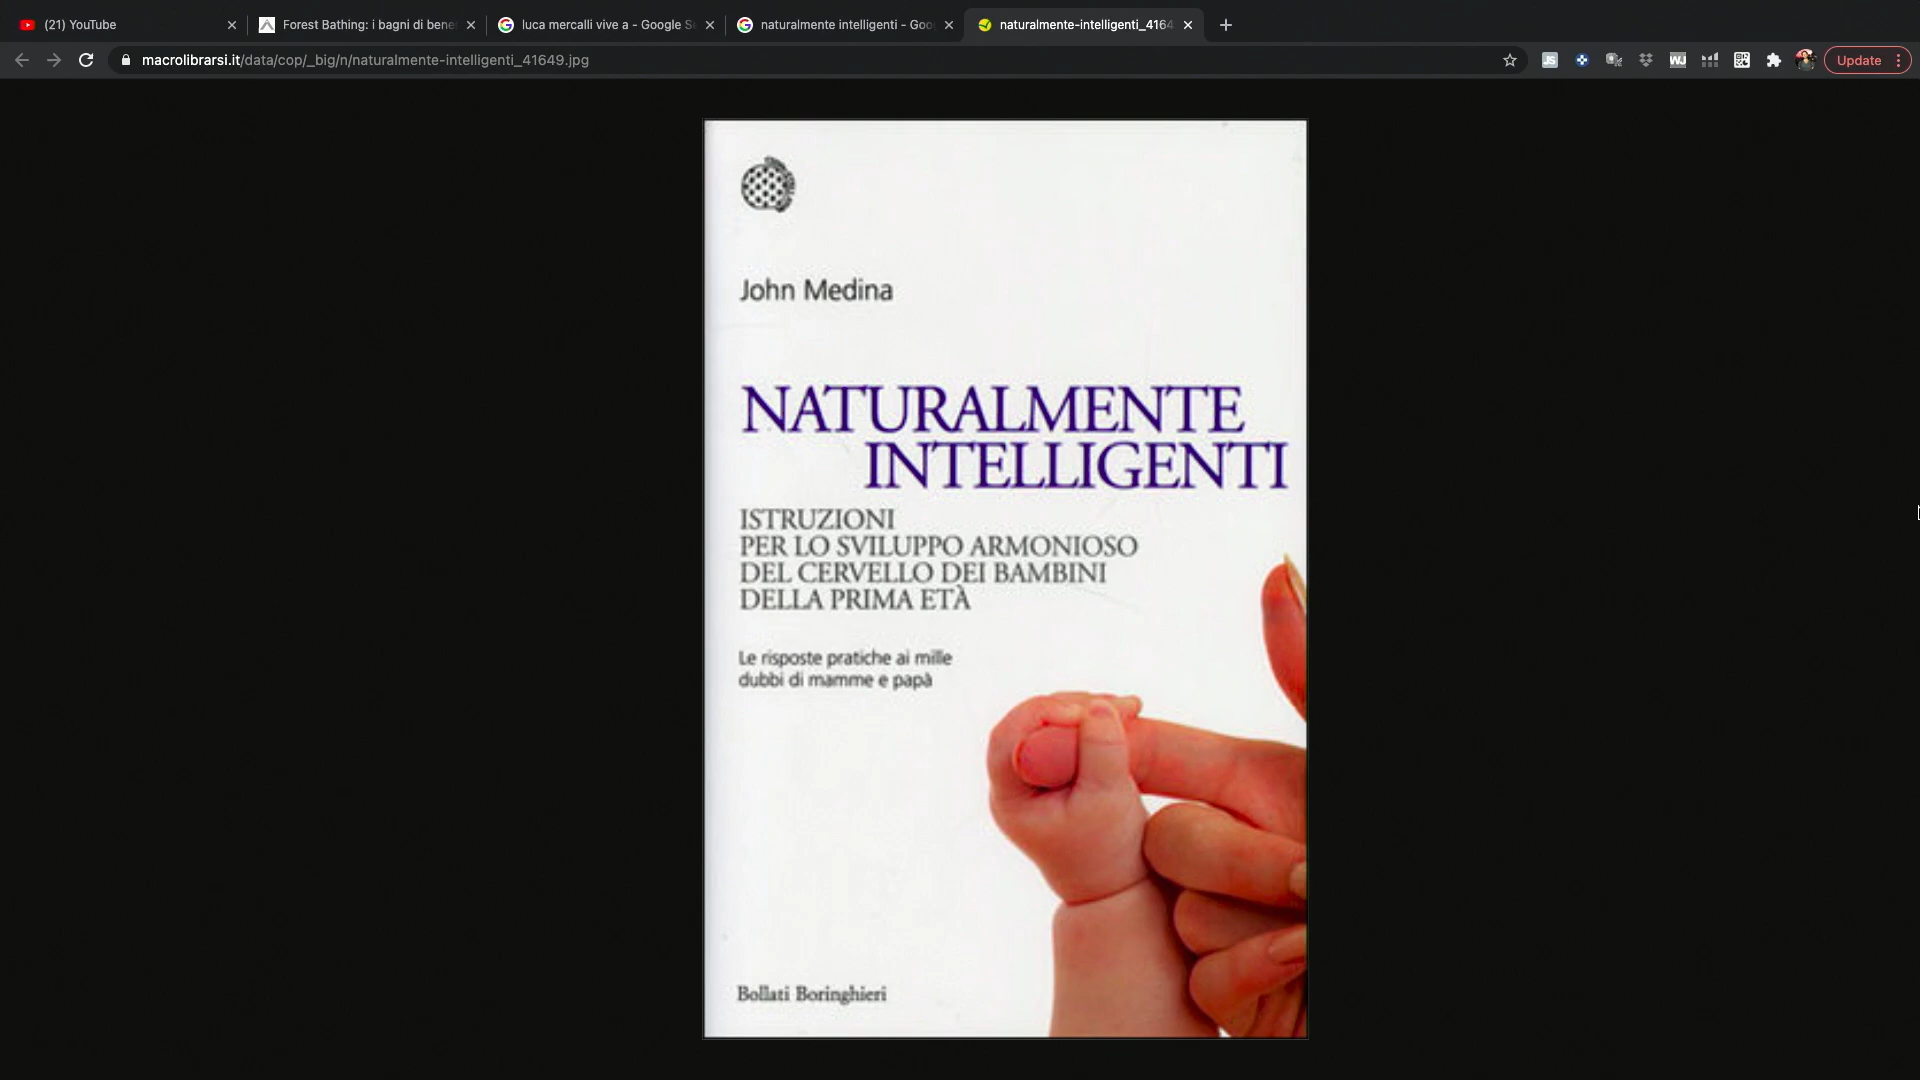 (21) YouTube
Forest Bathing: i bagni di bene
luca mercalli vive a - Google S
naturalmente intelligenti - Goo
naturalmente-intelligenti_4164
macrolibrarsi.it/data/cop/_big/n/naturalmente-intelligenti_41649.jpg
JS
WJ
Update
John Medina
NATURALMENTE
INTELLIGENTI
ISTRUZIONI
PER LO SVILUPPO ARMONIOSO
DEL CERVELLO DEI BAMBINI
DELLA PRIMA ETÀ
Le risposte pratiche ai mille
dubbi di mamme e papà
Bollati Boringhieri